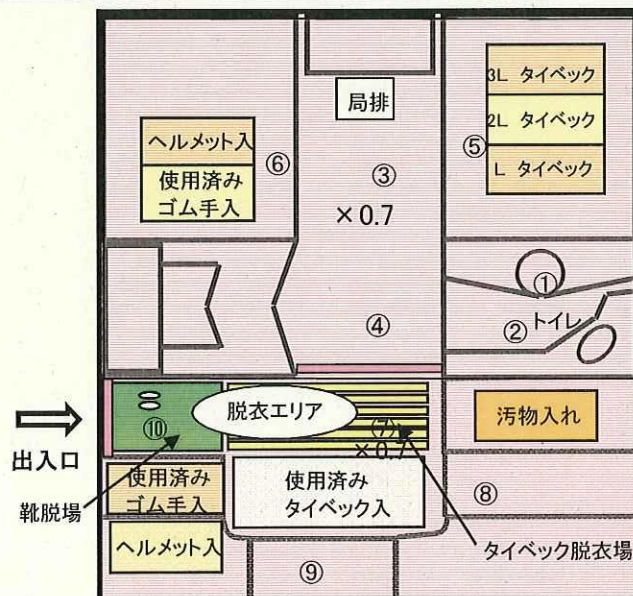 3L タイベック
局排
2L タイベック
ヘルメット入
⑤
⑥
③
L タイベック
使用済み
ゴム手入
×0.7
①
④
②
トイレ
脱衣エリア
⑩
⑦
汚物入れ
×0.7
出入口
使用済み
ゴム手入
使用済み
タイベック入
⑧
靴脱場
ヘルメット入
タイベック脱衣場
⑨